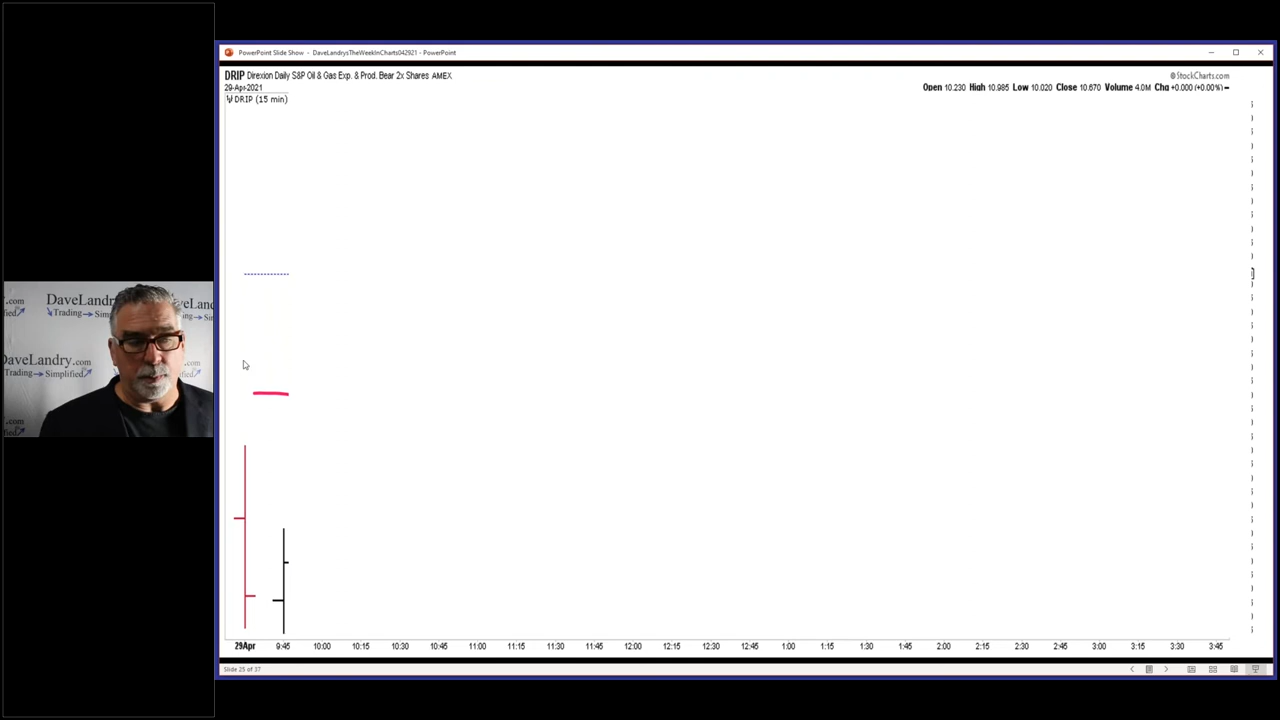 PowerPoint Slide Show - DaveLandrysTheWeekInCharts042921 - PowerPoint
DRIP Direxion Daily S&P Oil & Gas Exp. & Prod. Bear 2x Shares AMEX
© StockCharts.com
29-Apr-2021
Open 10.230 High 10.985 Low 10.020 Close 10.670 Volume 4.0M Chg +0.000 (+0.00%)
DRIP (15 min)
.com
DaveLandry
Trading Simplified
DaveLandry.com
Trading Simplified
.com
29Apr 9:45 10:00 10:15 10:30 10:45 11:00 11:15 11:30 11:45 12:00 12:15 12:30 12:45 1:00 1:15 1:30 1:45 2:00 2:15 2:30 2:45 3:00 3:15 3:30 3:45
Slide 25 of 37